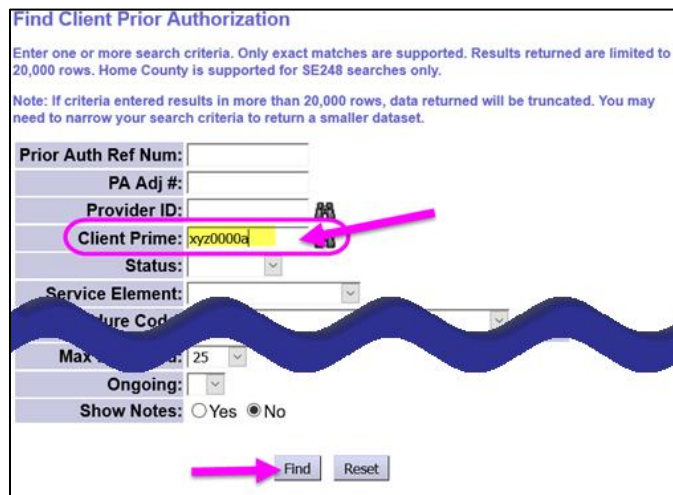 Find Client Prior Authorization
Enter one or more search criteria. Only exact matches are supported. Results returned are limited to
20,000 rows. Home County is supported for SE248 searches only.
Note: If criteria entered results in more than 20,000 rows, data returned will be truncated. You may
need to narrow your search criteria to return a smaller dataset.
Prior Auth Ref Num:
PA Adj #:
Provider ID:
Client Prime: xyz0000a
Status:
Service Element:
dure Cod
Max 25
Ongoing:
Show Notes: Yes No
Find Reset